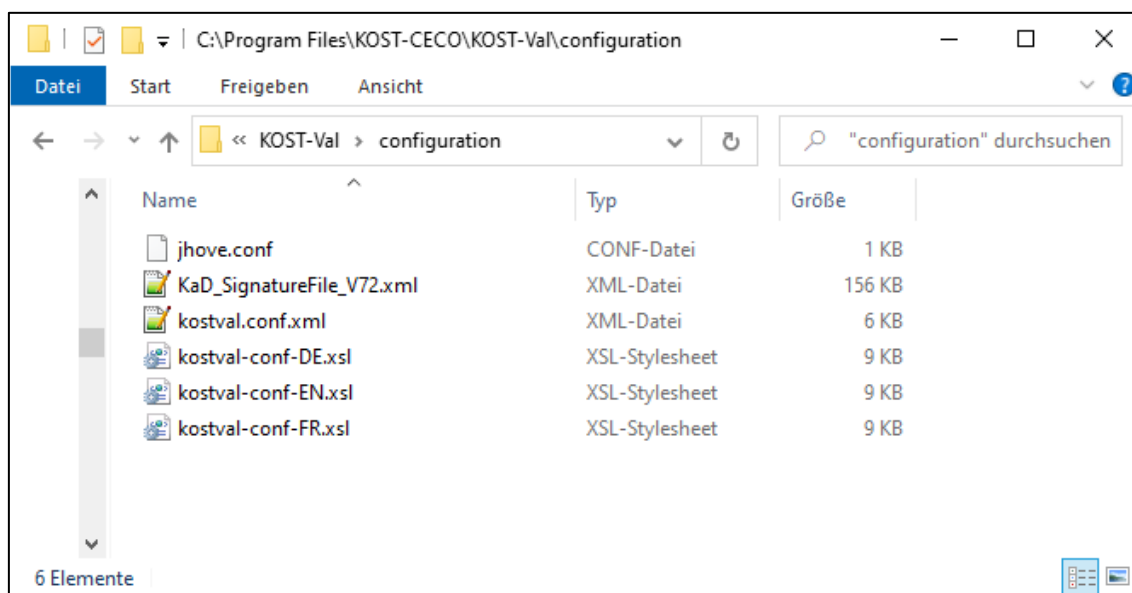 C:\Program Files\KOST-CECO\KOST-Val\configuration
Datei Start Freigeben Ansicht ?
« KOST-Val > configuration "configuration" durchsuchen
Name Typ Größe
jhove.conf CONF-Datei 1 KB
KaD_SignatureFile_V72.xml XML-Datei 156 KB
kostval.conf.xml XML-Datei 6 KB
kostval-conf-DE.xsl XSL-Stylesheet 9 KB
kostval-conf-EN.xsl XSL-Stylesheet 9 KB
kostval-conf-FR.xsl XSL-Stylesheet 9 KB
6 Elemente